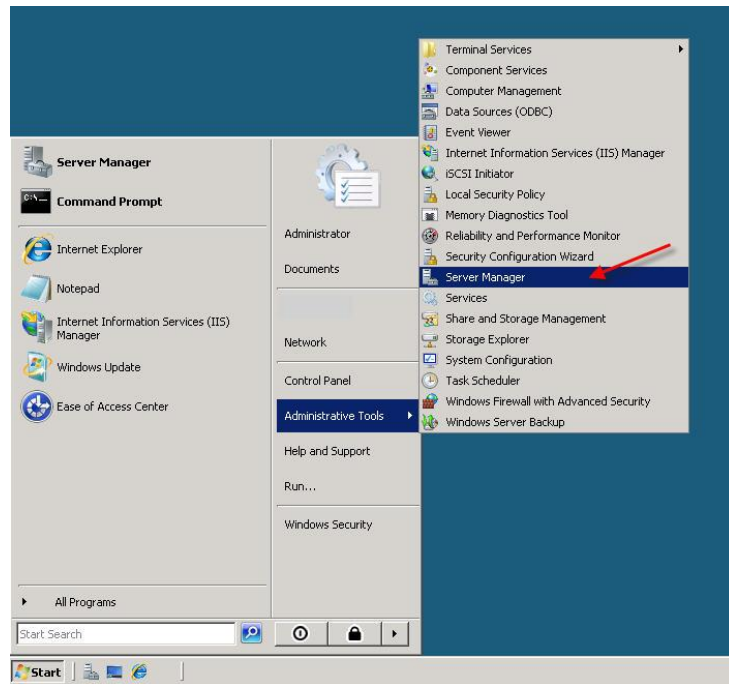 Server Manager
Command Prompt
Internet Explorer
Notepad
Internet Information Services (IIS)
Manager
Windows Update
Ease of Access Center
All Programs
Start Search
Administrator
Documents
Network
Control Panel
Administrative Tools
Help and Support
Run...
Windows Security
Terminal Services
Component Services
Computer Management
Data Sources (ODBC)
Event Viewer
Internet Information Services (IIS) Manager
iSCSI Initiator
Local Security Policy
Memory Diagnostics Tool
Reliability and Performance Monitor
Security Configuration Wizard
Server Manager
Services
Share and Storage Management
Storage Explorer
System Configuration
Task Scheduler
Windows Firewall with Advanced Security
Windows Server Backup
Start